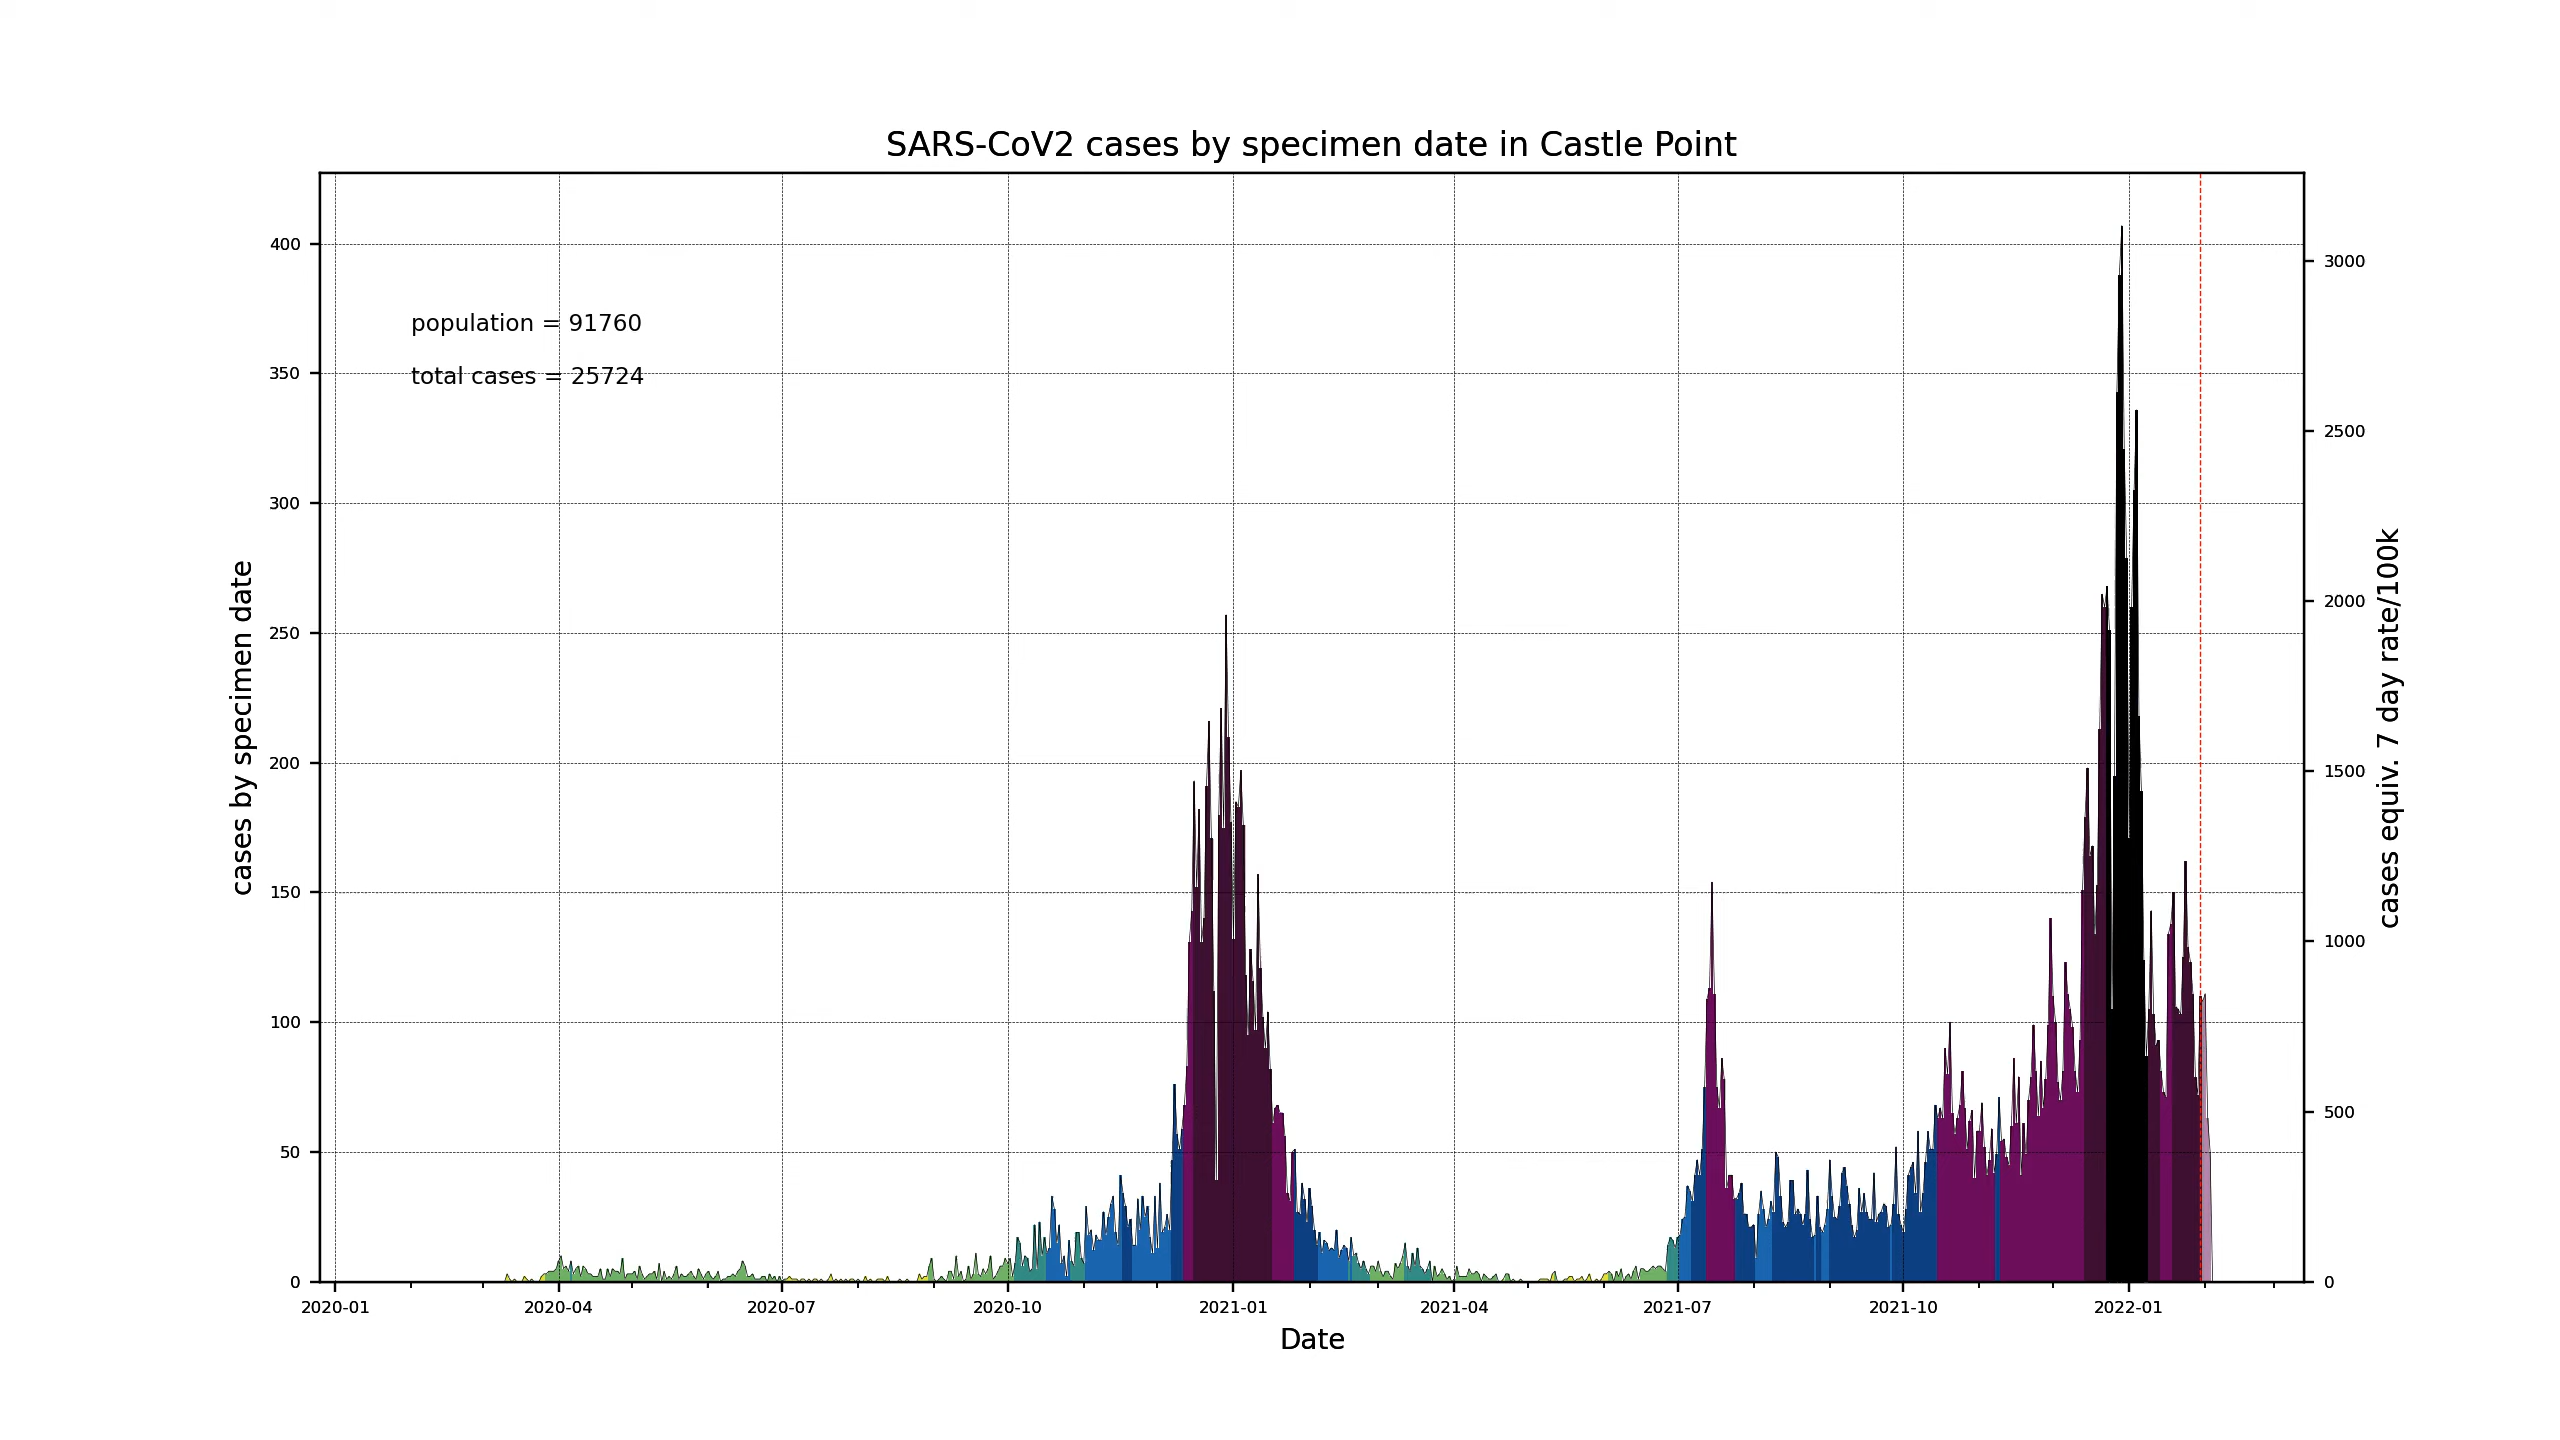 SARS-CoV2 cases by specimen date in Castle Point
population = 91760
total cases = 25724
cases by specimen date
400
350
300
250
200
150
100
50
0
3000
2500
2000
1500
1000
500
0
cases equiv. 7 day rate/100k
2020-01 2020-04 2020-07 2020-10 2021-01 2021-04 2021-07 2021-10 2022-01
Date